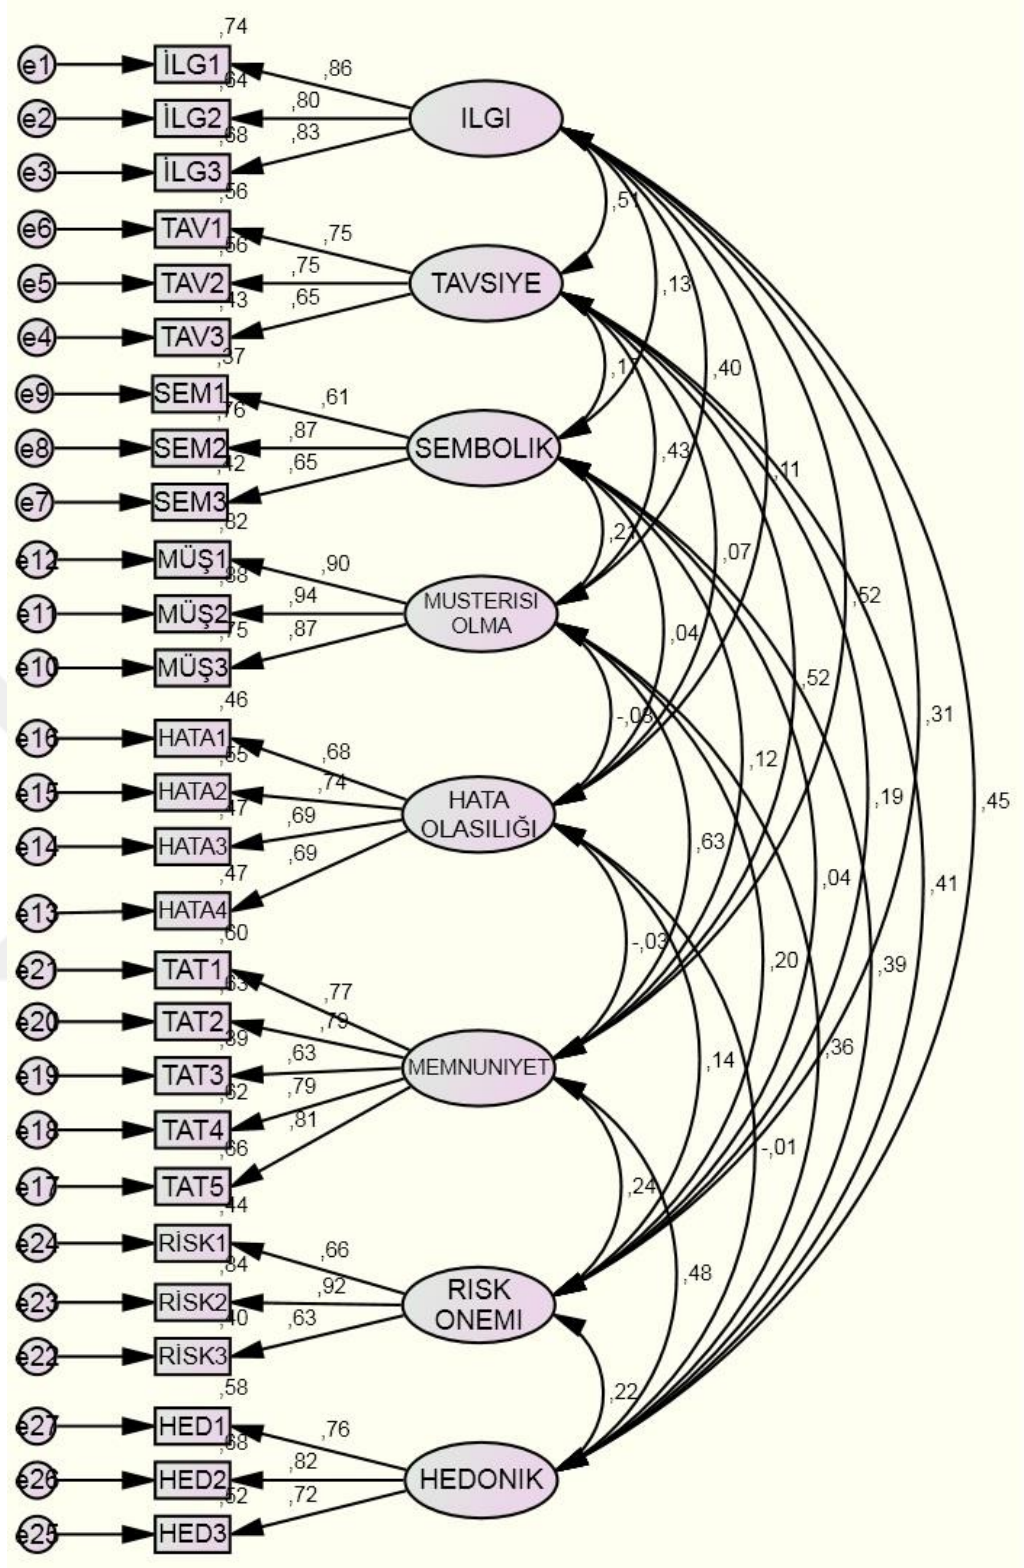 ,74
e1
İLG1
,86
,64
e2
İLG2
,80
ILGI
,68
,83
e3
İLG3
,56
,51
e6
TAV1
,75
,56
e5
TAV2
,75
TAVSIYE
,13
,43
,65
e4
TAV3
,37
,40
e9
SEM1
,61
,76
e8
SEM2
,87
SEMBOLIK
,43
,42
,65
,11
e7
SEM3
,82
e12
MÜŞ1
,90
,07
,88
e11
MÜŞ2
,94
MUSTERISI
OLMA
,52
,75
,87
,04
e10
MÜŞ3
,52
,46
,31
e16
HATA1
,68
,12
,55
e15
HATA2
,74
HATA
OLASILIĞI
,19
,45
,47
,69
e14
HATA3
,69
,63
,47
,04
,41
e13
HATA4
,60
-,03
e21
TAT1
,20
,39
,63
,77
e20
TAT2
,79
,39
,63
e19
TAT3
MEMNUNIYET
,14
,36
,62
,79
e18
TAT4
,81
,66
-,01
e17
TAT5
,24
,44
e24
RİSK1
,66
,84
,48
e23
RİSK2
,92
RISK
ONEMI
,40
,63
e22
RİSK3
,58
,22
e27
HED1
,76
,68
e26
HED2
,82
HEDONIK
,52
,72
e25
HED3